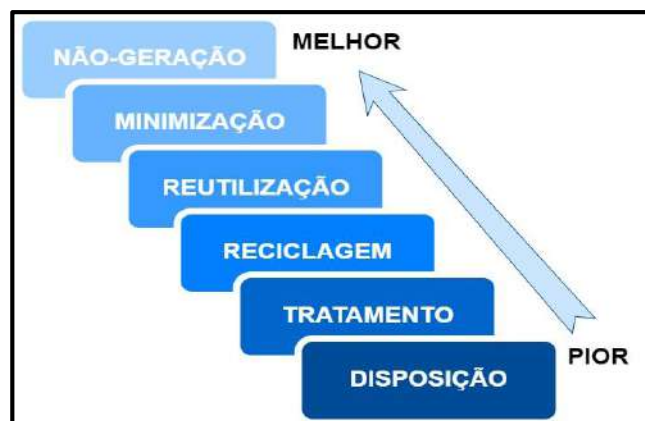 NÃO-GERAÇÃO
MELHOR
MINIMIZAÇÃO
REUTILIZAÇÃO
RECICLAGEM
TRATAMENTO
PIOR
DISPOSIÇÃO